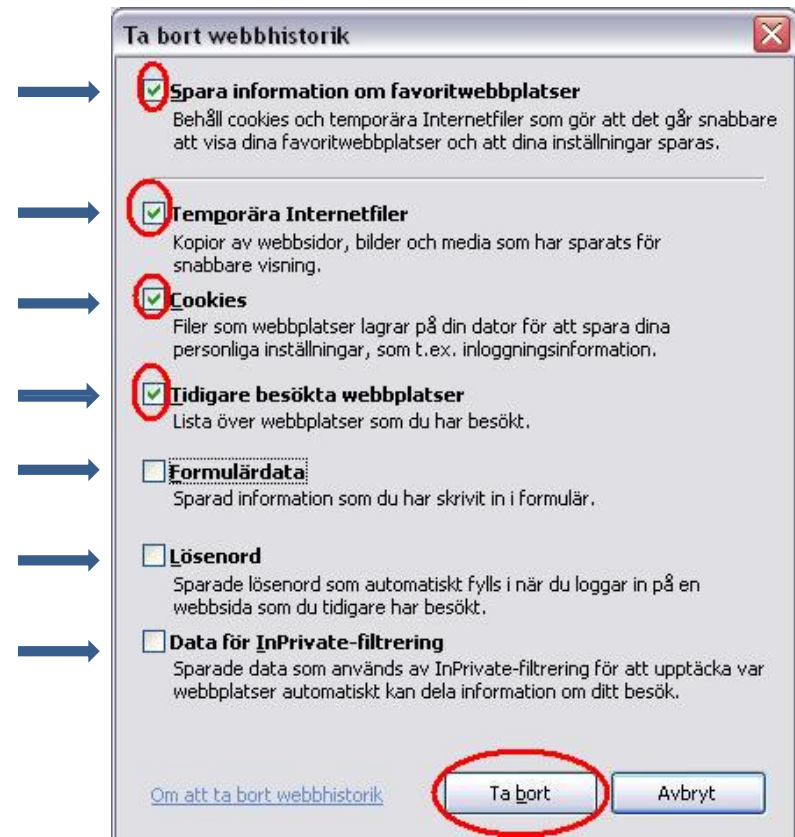 Ta bort webbhistorik
Spara information om favoritwebbplatser
Behåll cookies och temporära Internetfiler som gör att det går snabbare
att visa dina favoritwebbplatser och att dina inställningar sparas.
Temporära Internetfiler
Kopior av webbsidor, bilder och media som har sparats för
snabbare visning.
Cookies
Filer som webbplatser lagrar på din dator för att spara dina
personliga inställningar, som t.ex. inloggningsinformation.
Tidigare besökta webbplatser
Lista över webbplatser som du har besökt.
Formulärdata
Sparad information som du har skrivit in i formulär.
Lösenord
Sparade lösenord som automatiskt fylls i när du loggar in på en
webbsida som du tidigare har besökt.
Data för InPrivate-filtrering
Sparade data som används av InPrivate-filtrering för att upptäcka var
webbplatser automatiskt kan dela information om ditt besök.
Om att ta bort webbhistorik Ta bort Avbryt